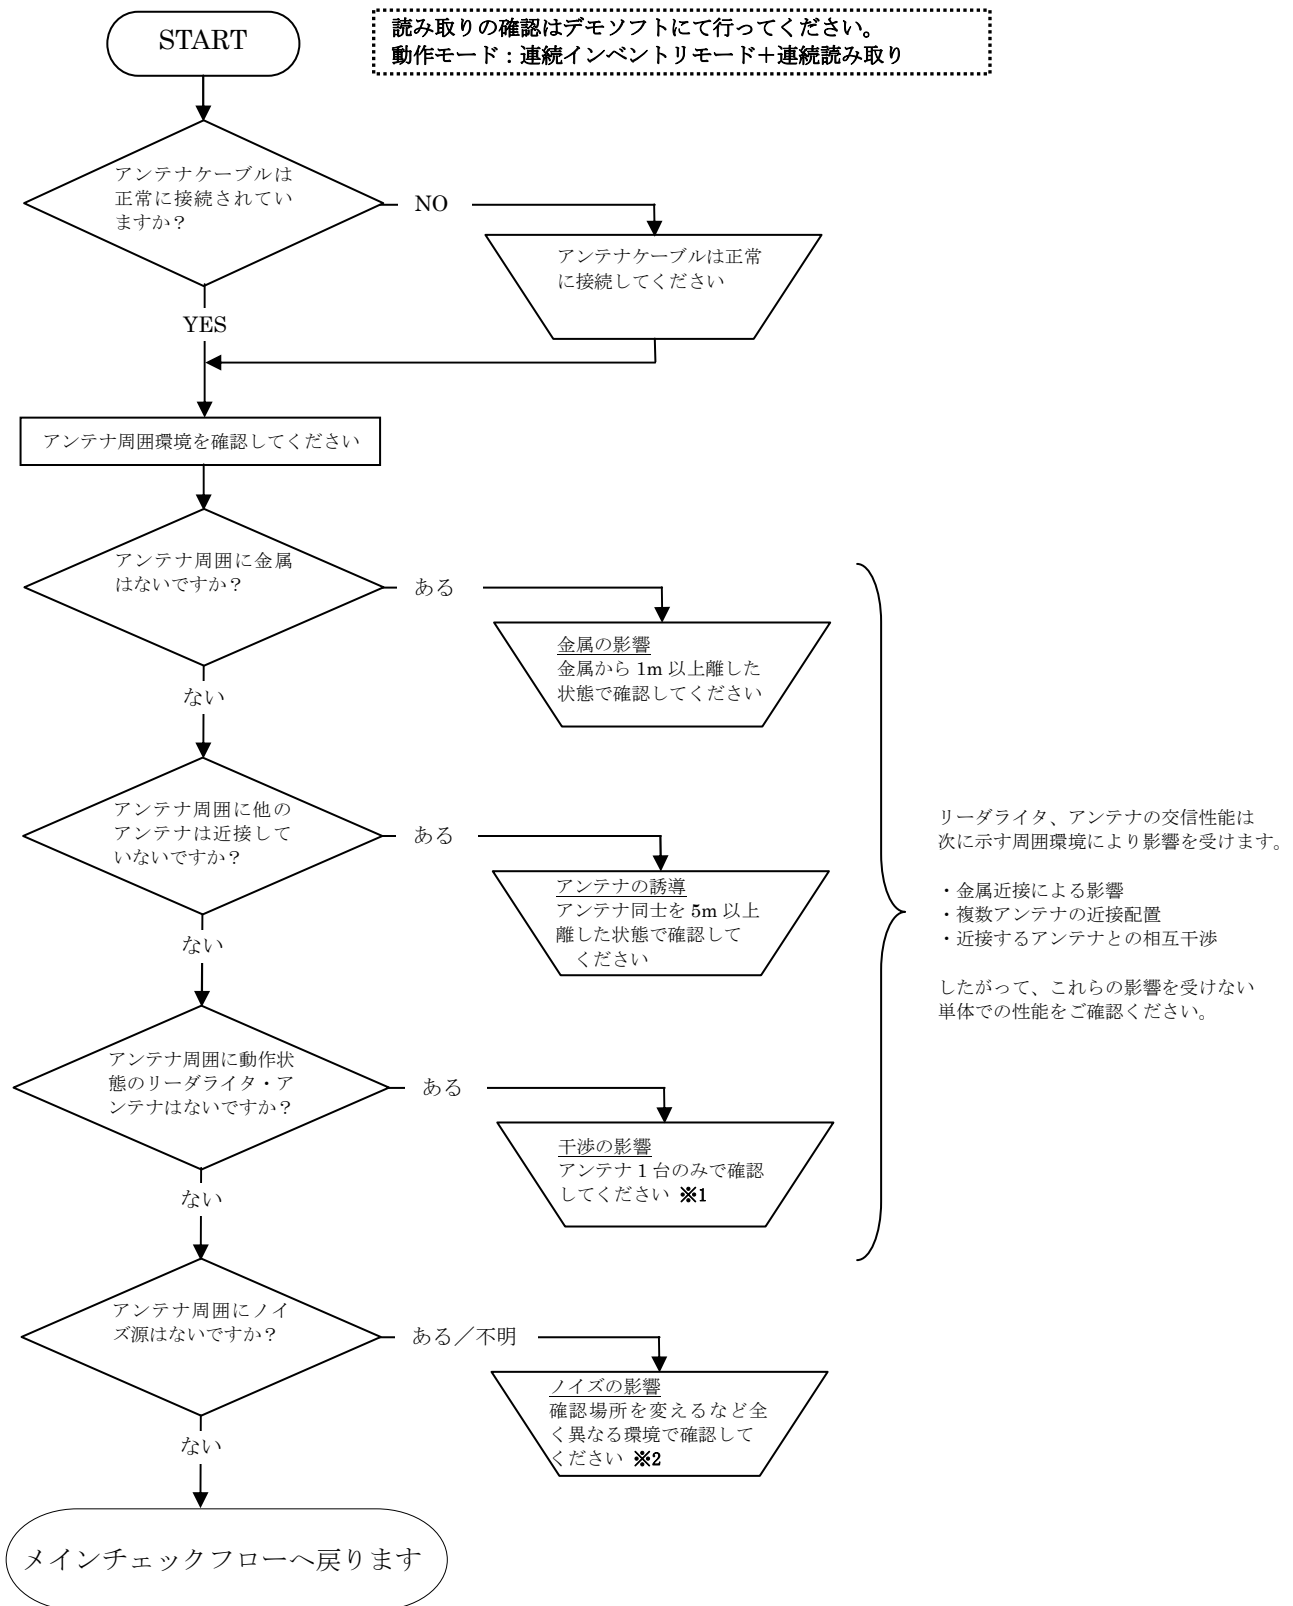 START
読み取りの確認はデモソフトにて行ってください。
動作モード：連続インベントリモード＋連続読み取り
アンテナケーブルは
正常に接続されてい
ますか？
NO
アンテナケーブルは正常
に接続してください
YES
アンテナ周囲環境を確認してください
アンテナ周囲に金属
はないですか？
ある
金属の影響
金属から 1m 以上離した
状態で確認してください
ない
アンテナ周囲に他の
アンテナは近接して
いないですか？
ある
アンテナの誘導
アンテナ同士を 5m 以上
離した状態で確認して
ください
ない
アンテナ周囲に動作状
態のリーダライタ・ア
ンテナはないですか？
ある
干渉の影響
アンテナ 1 台のみで確認
してください ※1
ない
アンテナ周囲にノイ
ズ源はないですか？
ある／不明
ノイズの影響
確認場所を変えるなど全
く異なる環境で確認して
ください ※2
ない
メインチェックフローへ戻ります
リーダライタ、アンテナの交信性能は
次に示す周囲環境により影響を受けます。
・金属近接による影響
・複数アンテナの近接配置
・近接するアンテナとの相互干渉
したがって、これらの影響を受けない
単体での性能をご確認ください。